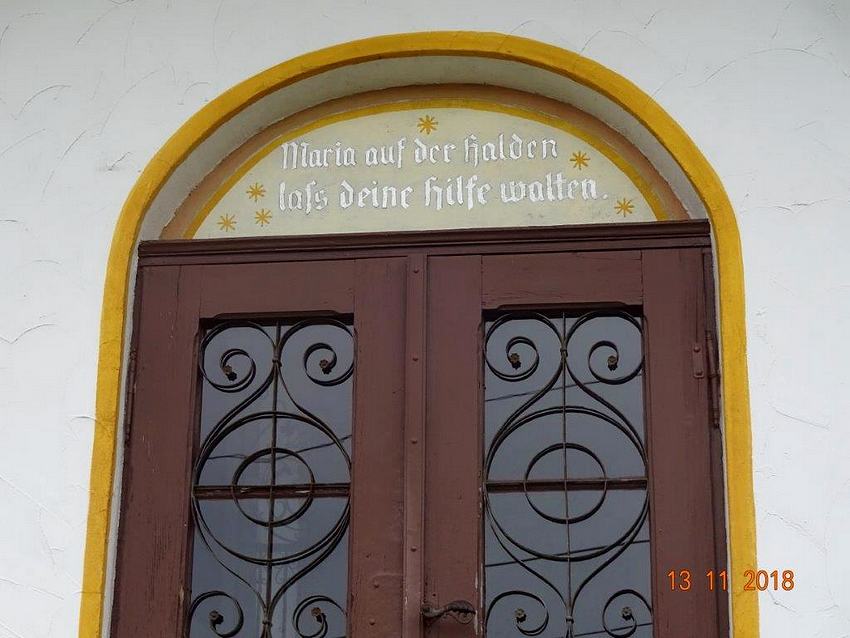 Maria auf der Halden
lass deine Hilfe walten.
13 11 2018